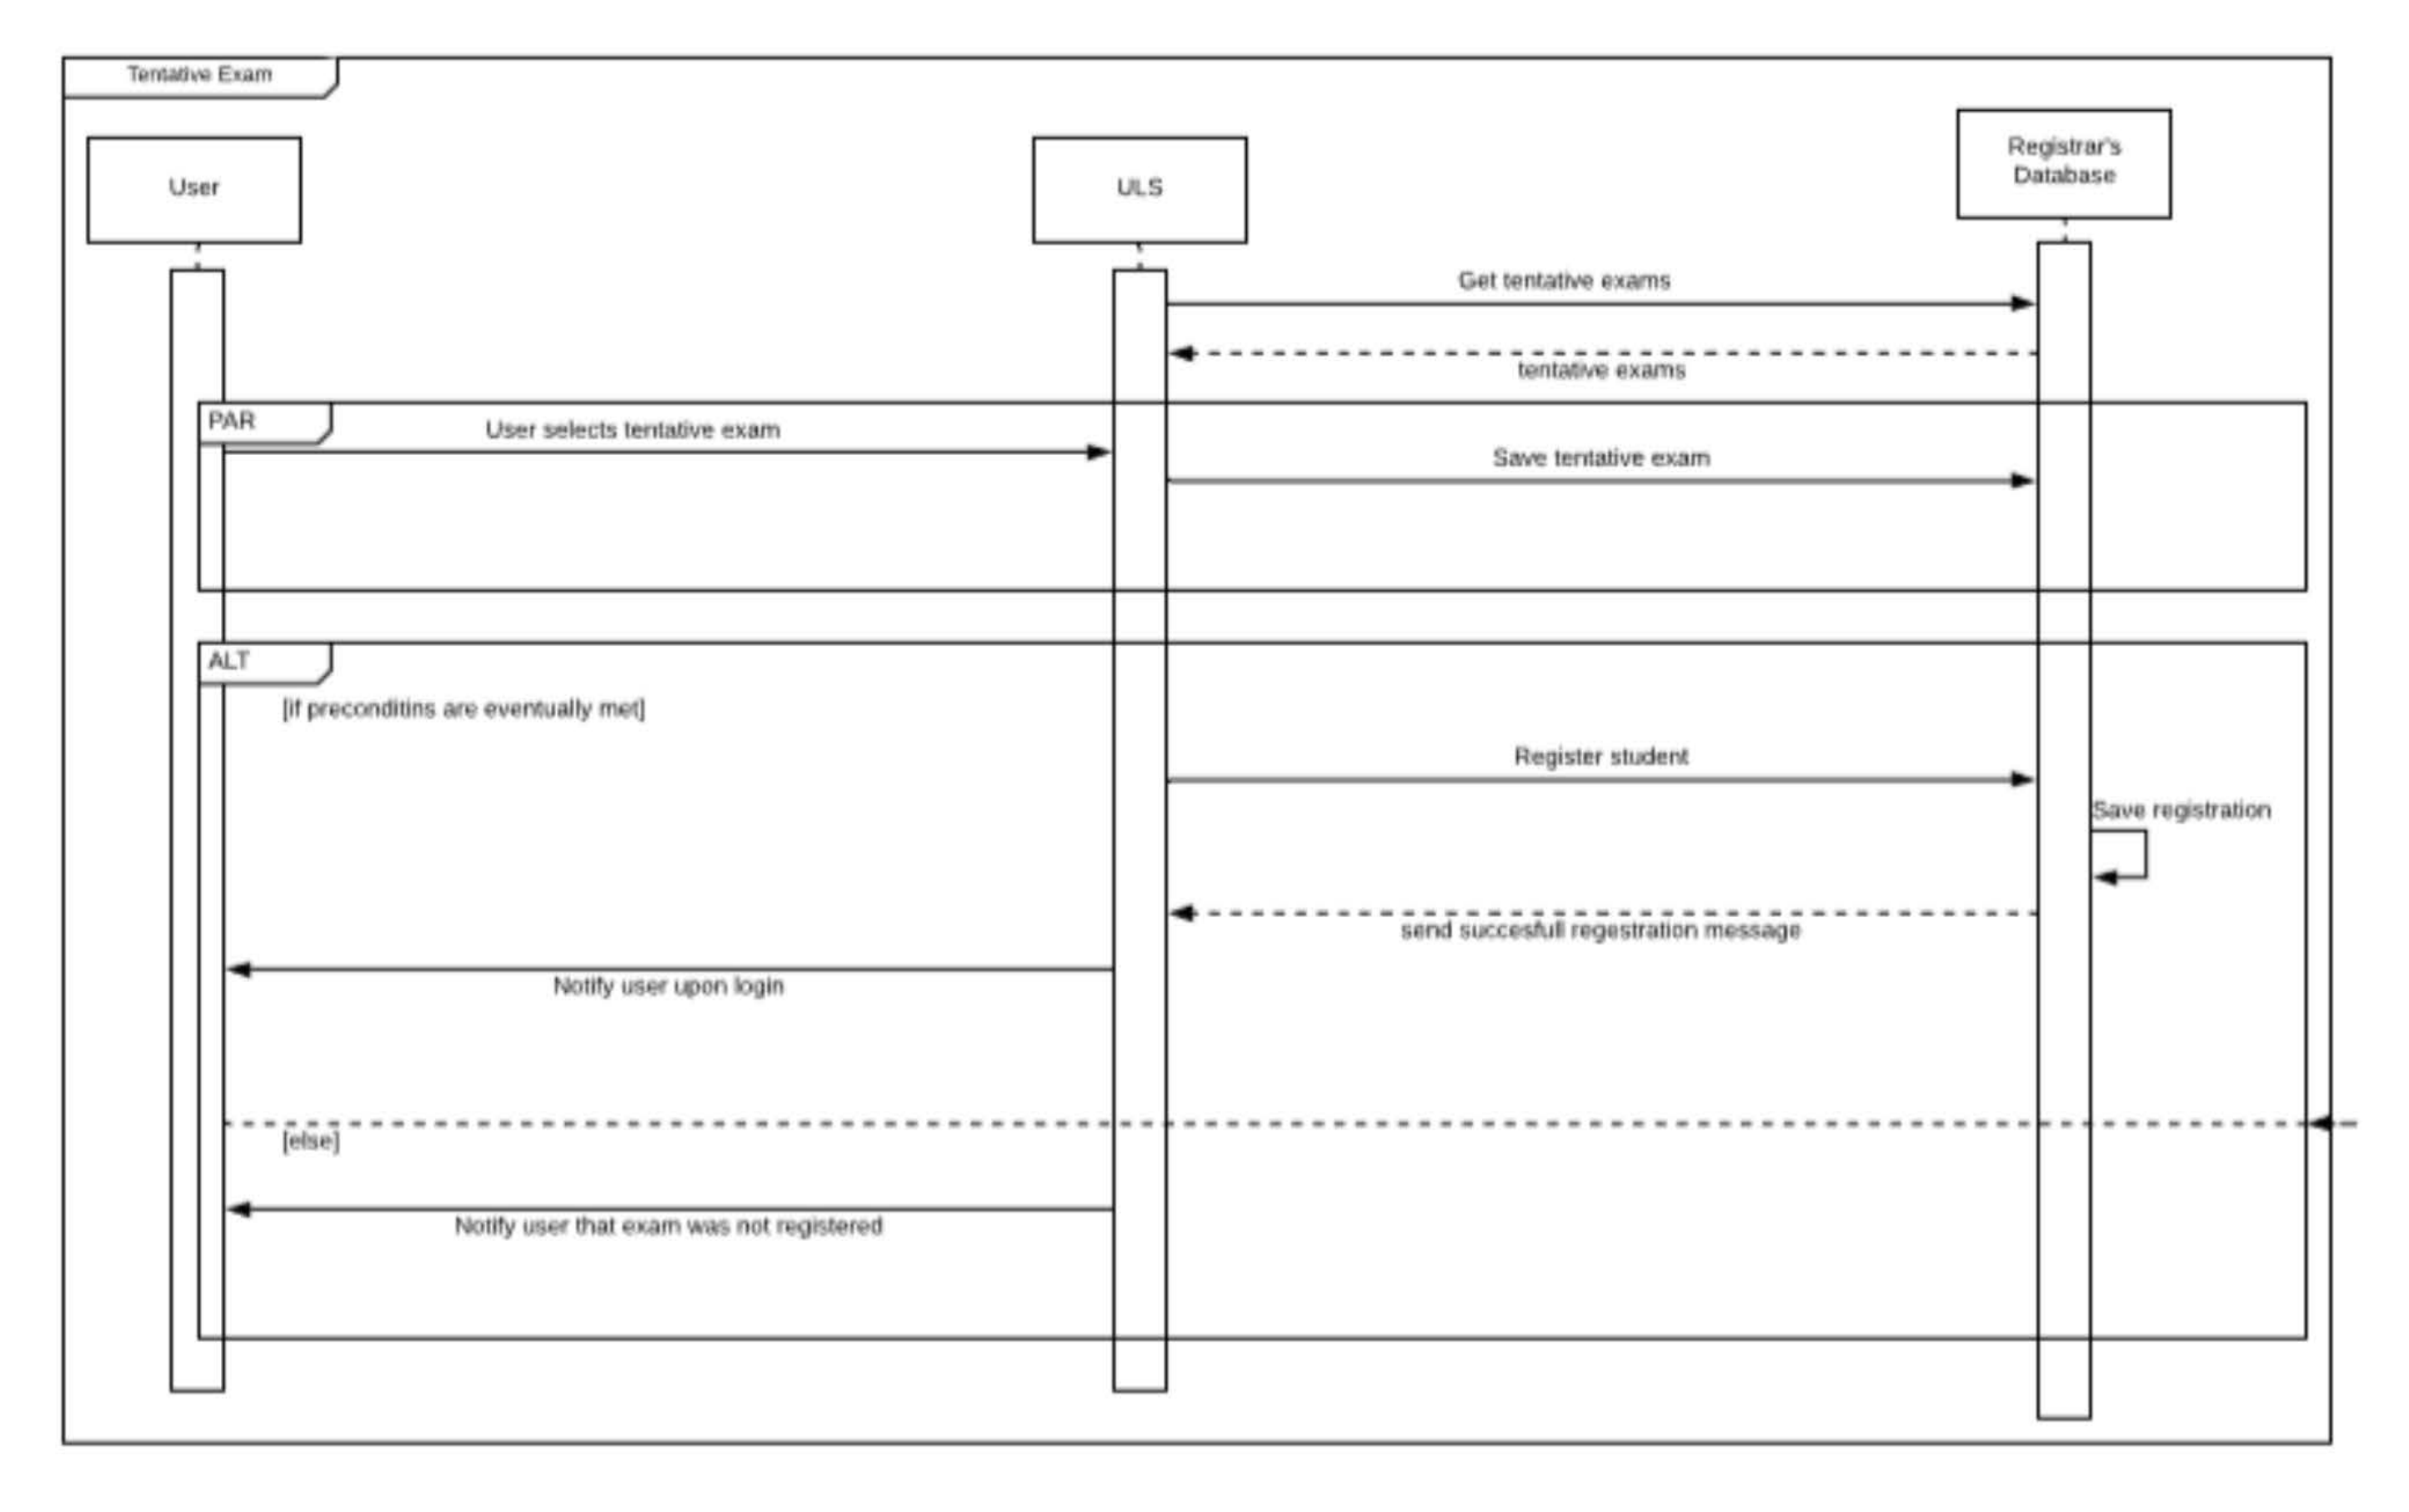 Tentative Exam
User
ULS
Registrar's
Database
Get tentative exams
tentative exams
PAR
User selects tentative exam
Save tentative exam
ALT
[if preconditins are eventually met]
Register student
Save registration
send succesfull regestration message
Notify user upon login
[else]
Notify user that exam was not registered